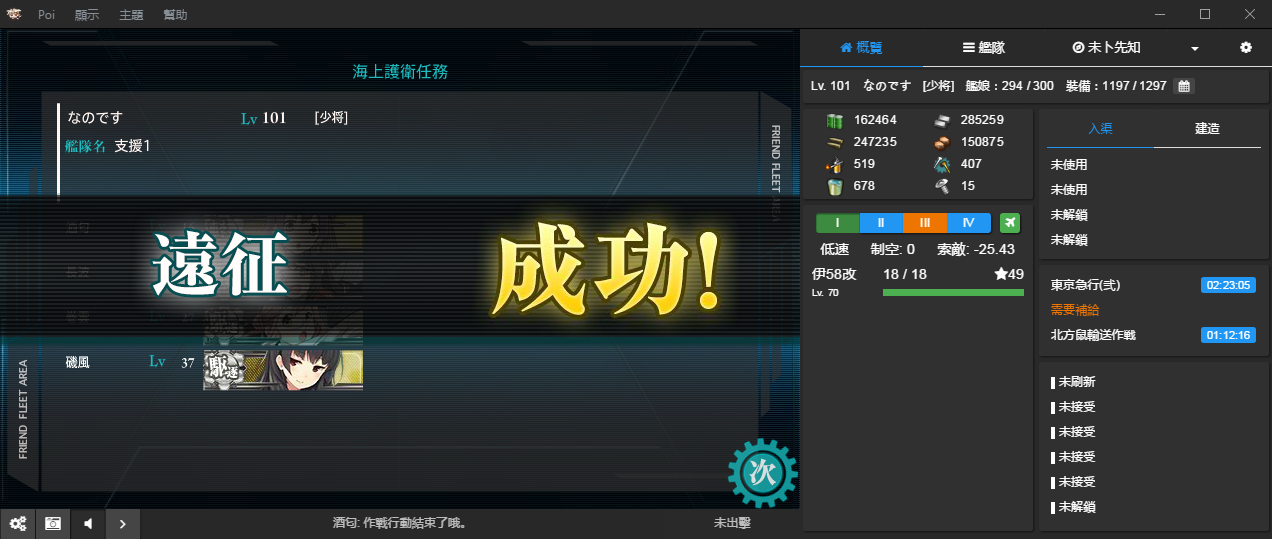 Poi 顯示 主題 幫助
海上護衛任務
なのです Lv 101 [少将]
艦隊名 支援1
FRIEND FLEET AREA
酒匂
長波
遠征 成功!
磯風 Lv 37
駆逐
FRIEND FLEET AREA
次
酒匂: 作戦行動結束了哦。 未出擊
概覽 艦隊 未卜先知
Lv. 101 なのです [少将] 艦娘：294 / 300 裝備：1197 / 1297
162464 285259
247235 150875
519 407
678 15
I II III IV
低速 制空: 0 索敵: -25.43
伊58改 18 / 18 ★49
Lv. 70
入渠 建造
未使用
未使用
未解鎖
未解鎖
東京急行(弐) 02:23:05
需要補給
北方鼠輸送作戦 01:12:16
未刷新
未接受
未接受
未接受
未接受
未解鎖